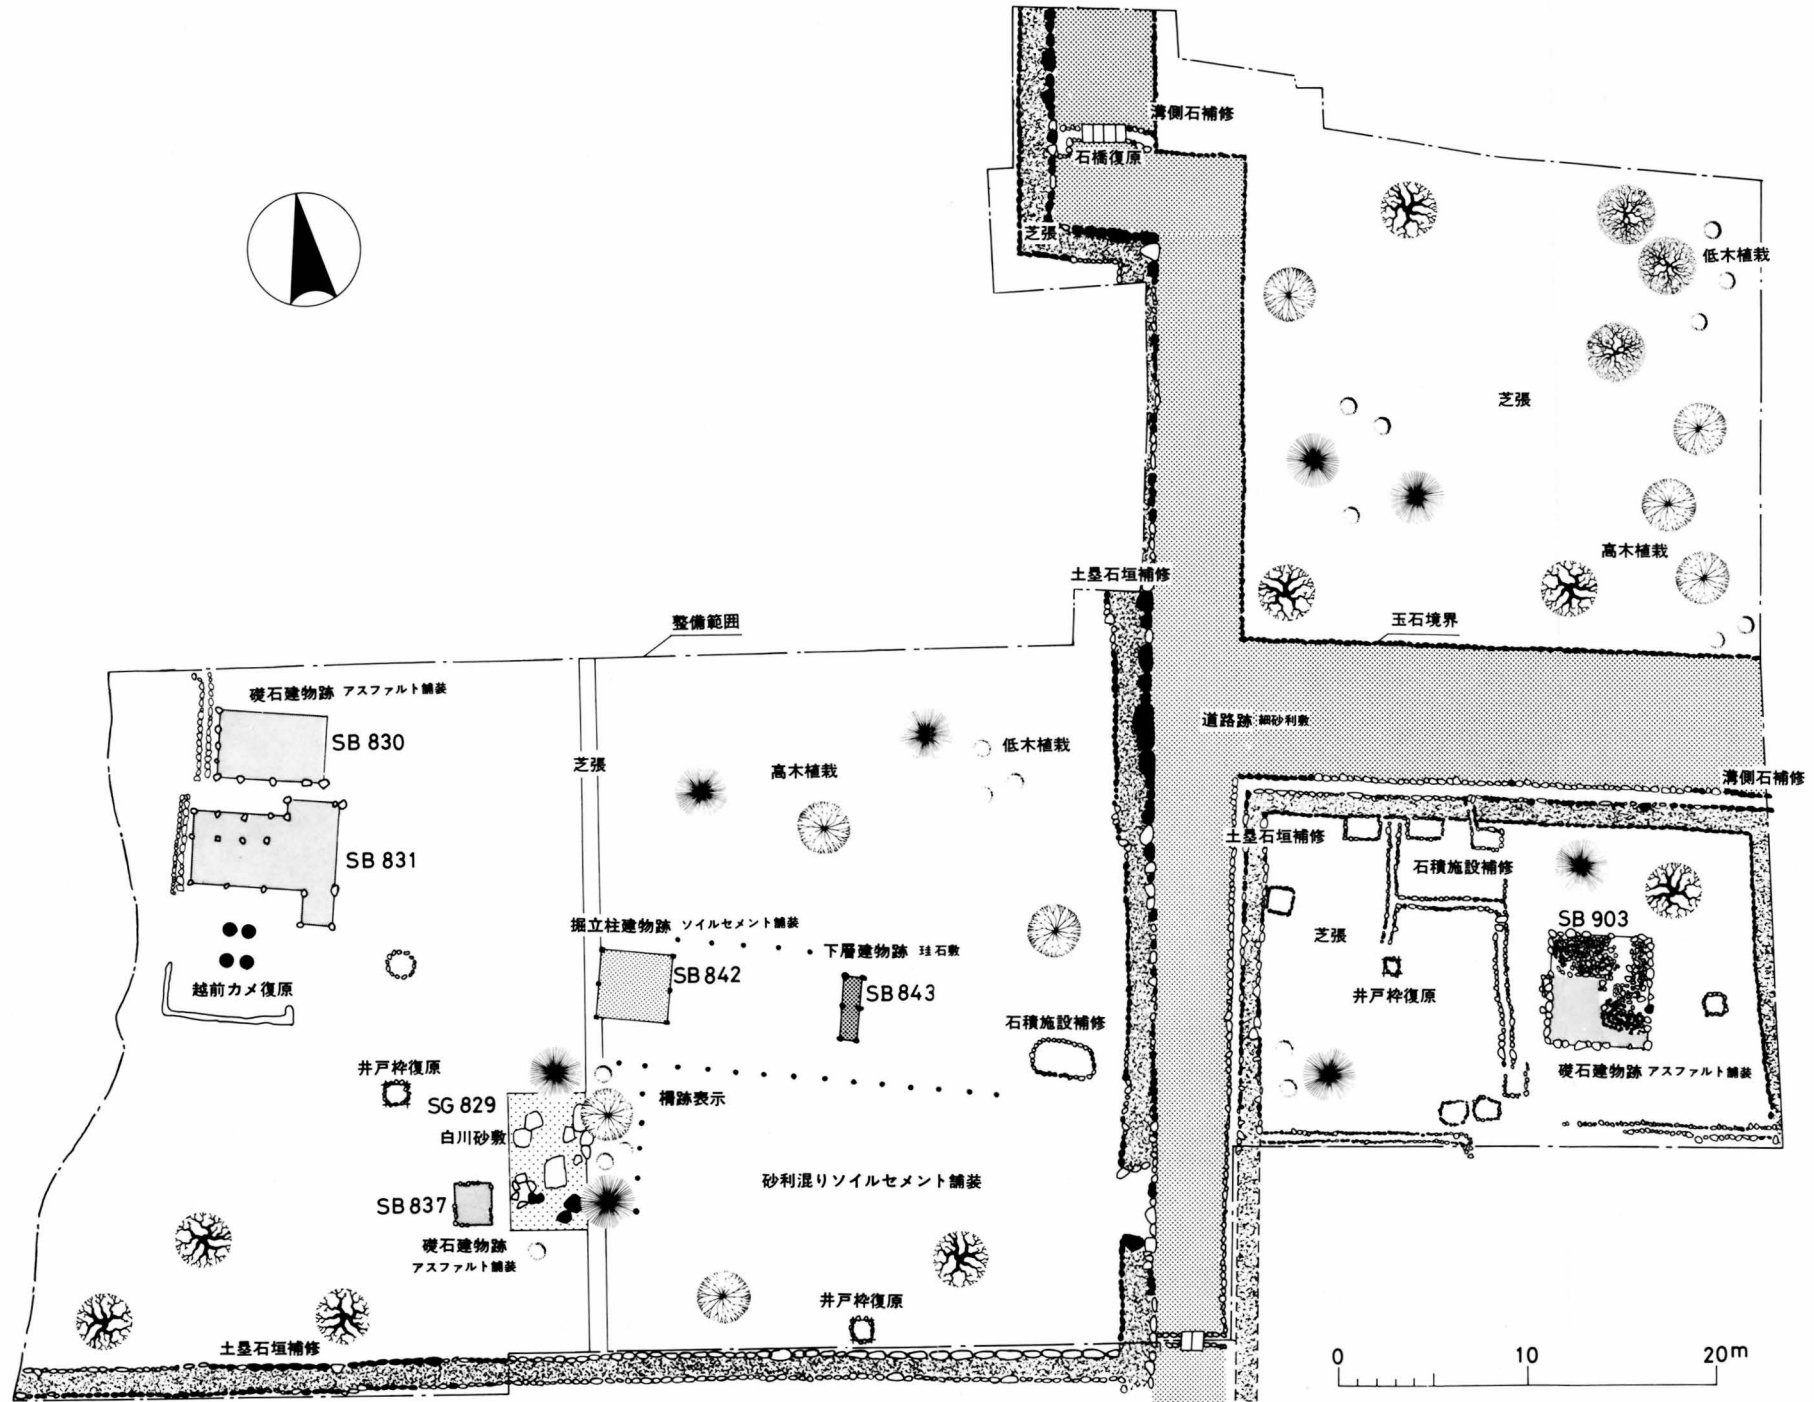 溝側石補修
石橋復原
芝張
低木植栽
芝張
高木植栽
土塁石垣補修
玉石境界
整備範囲
礎石建物跡 アスファルト舗装
SB 830
道路跡 細砂利敷
低木植栽
芝張
高木植栽
溝側石補修
土塁石垣補修
SB 831
石積施設補修
SB 903
掘立柱建物跡 ソイルセメント舗装
芝張
下層建物跡 珪石敷
SB 842
越前カメ復原
SB 843
井戸枠復原
石積施設補修
井戸枠復原
礎石建物跡 アスファルト舗装
SG 829
柵跡表示
白川砂敷
砂利混りソイルセメント舗装
SB 837
礎石建物跡
アスファルト舗装
井戸枠復原
土塁石垣補修
0 10 20m